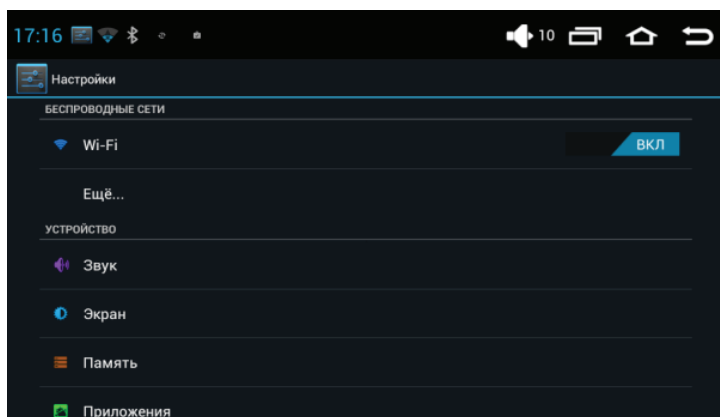 17:16
10
Настройки
БЕСПРОВОДНЫЕ СЕТИ
Wi-Fi
ВКЛ
Ещё...
УСТРОЙСТВО
Звук
Экран
Память
Приложения